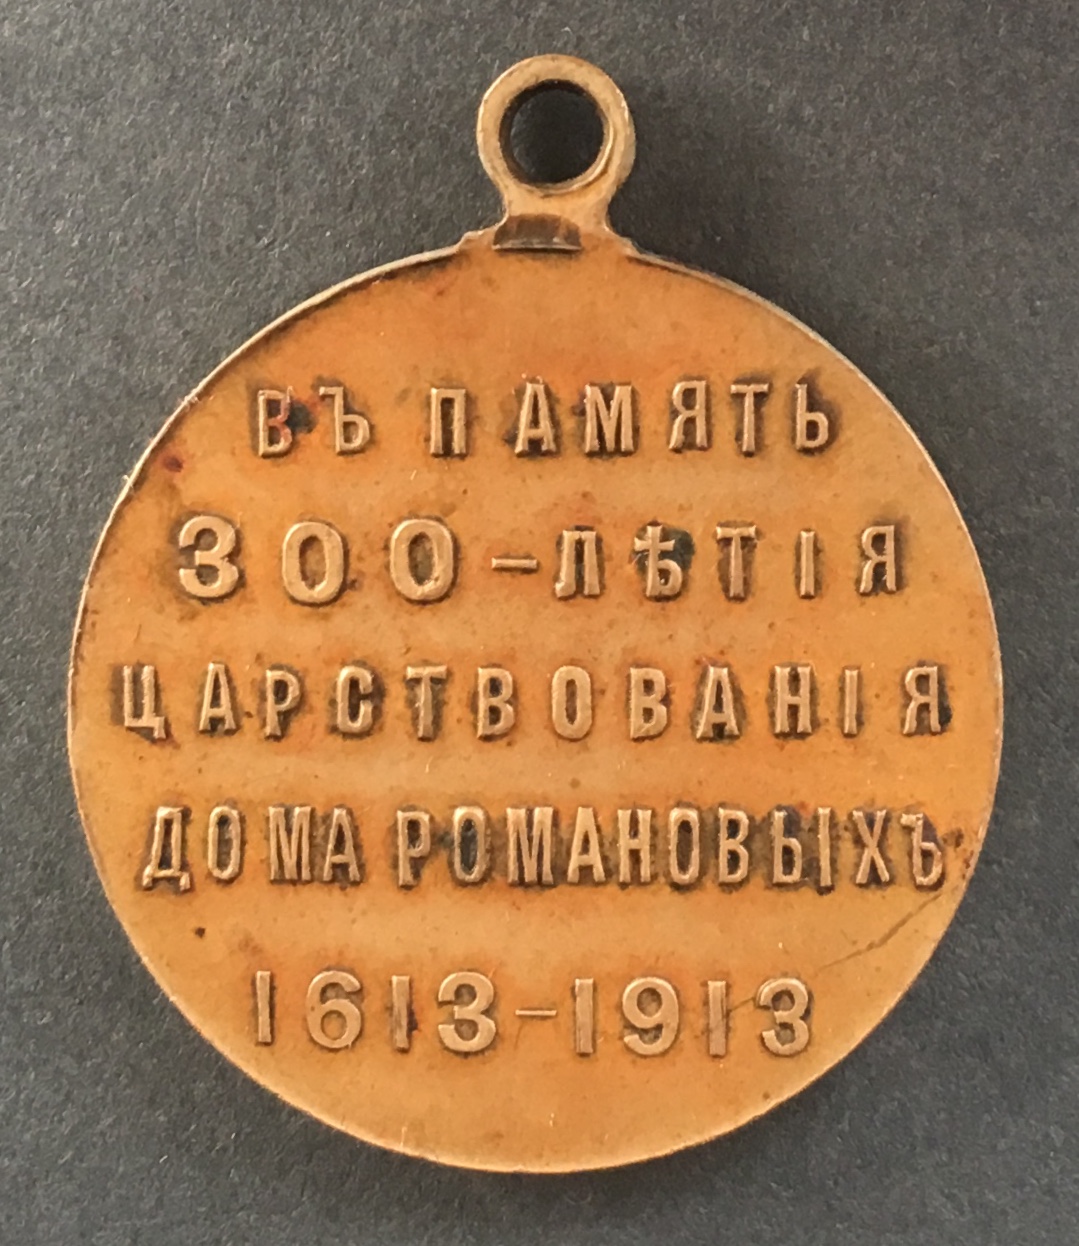 ВЪ ПАМЯТЬ
300-ЛѢТІЯ
ЦАРСТВОВАНІЯ
ДОМА РОМАНОВЫХЪ
1613-1913